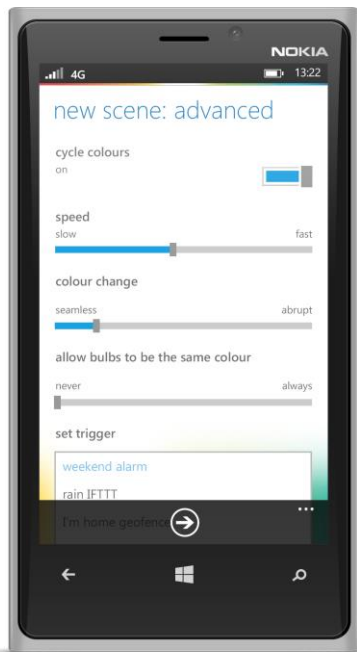 NOKIA
4G 13:22
new scene: advanced
cycle colours
on
speed
slow fast
colour change
seamless abrupt
allow bulbs to be the same colour
never always
set trigger
weekend alarm
rain IFTTT
I'm home geofence
...